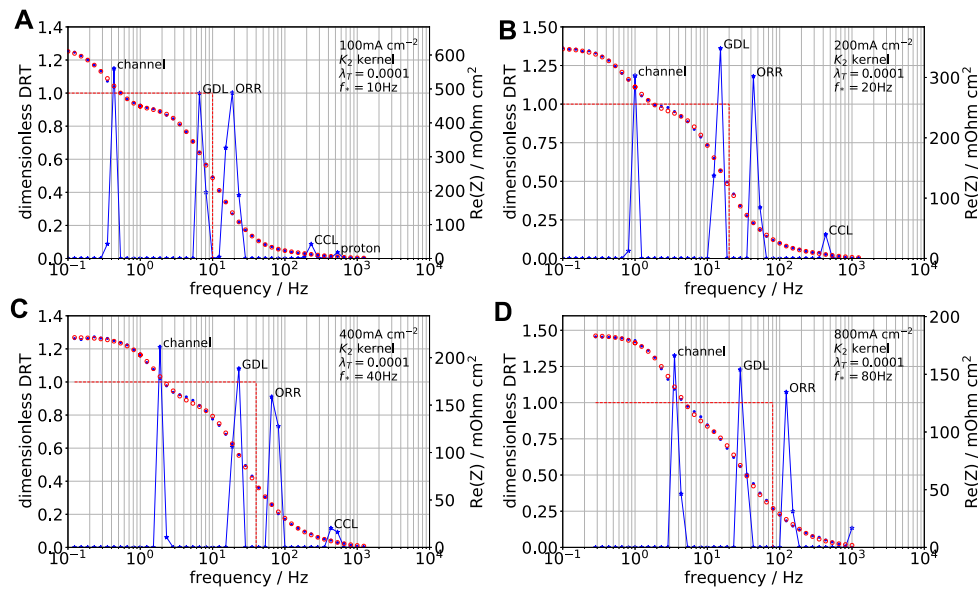 A
100mA cm⁻²
K₂ kernel
λ_T = 0.0001
f_* = 10Hz
channel
GDL
ORR
CCL
proton
dimensionless DRT
1.4
1.2
1.0
0.8
0.6
0.4
0.2
0.0
600
500
400
300
200
100
0
Re(Z) / mOhm cm²
10⁻¹ 10⁰ 10¹ 10² 10³ 10⁴
frequency / Hz
B
200mA cm⁻²
K₂ kernel
λ_T = 0.0001
f_* = 20Hz
channel
GDL
ORR
CCL
dimensionless DRT
1.50
1.25
1.00
0.75
0.50
0.25
0.00
300
200
100
0
Re(Z) / mOhm cm²
10⁻¹ 10⁰ 10¹ 10² 10³ 10⁴
frequency / Hz
C
400mA cm⁻²
K₂ kernel
λ_T = 0.0001
f_* = 40Hz
channel
GDL
ORR
CCL
dimensionless DRT
1.4
1.2
1.0
0.8
0.6
0.4
0.2
0.0
200
150
100
50
0
Re(Z) / mOhm cm²
10⁻¹ 10⁰ 10¹ 10² 10³ 10⁴
frequency / Hz
D
800mA cm⁻²
K₂ kernel
λ_T = 0.0001
f_* = 80Hz
channel
GDL
ORR
dimensionless DRT
1.50
1.25
1.00
0.75
0.50
0.25
0.00
200
150
100
50
0
Re(Z) / mOhm cm²
10⁻¹ 10⁰ 10¹ 10² 10³ 10⁴
frequency / Hz